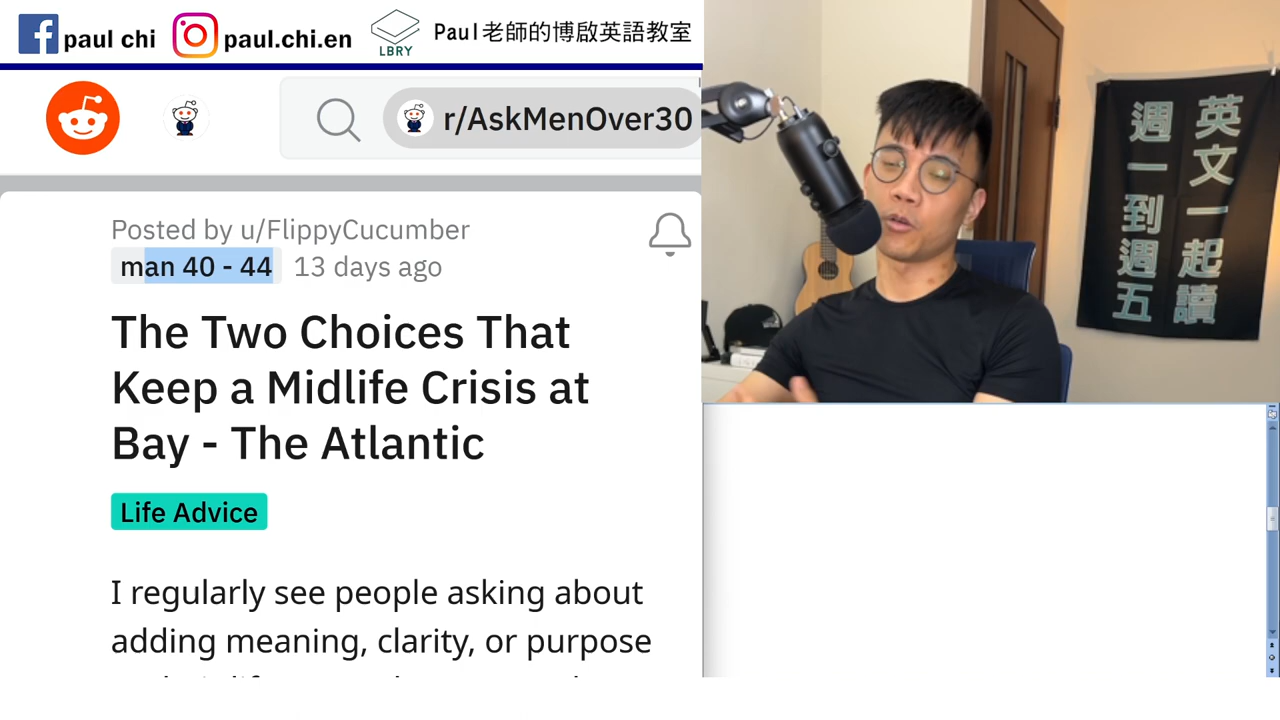 paul chi
paul.chi.en
LBRY
Paul老師的博啟英語教室
r/AskMenOver30
Posted by u/FlippyCucumber
man 40 - 44 13 days ago
The Two Choices That
Keep a Midlife Crisis at
Bay - The Atlantic
Life Advice
I regularly see people asking about
adding meaning, clarity, or purpose
英文一起讀
週一到週五